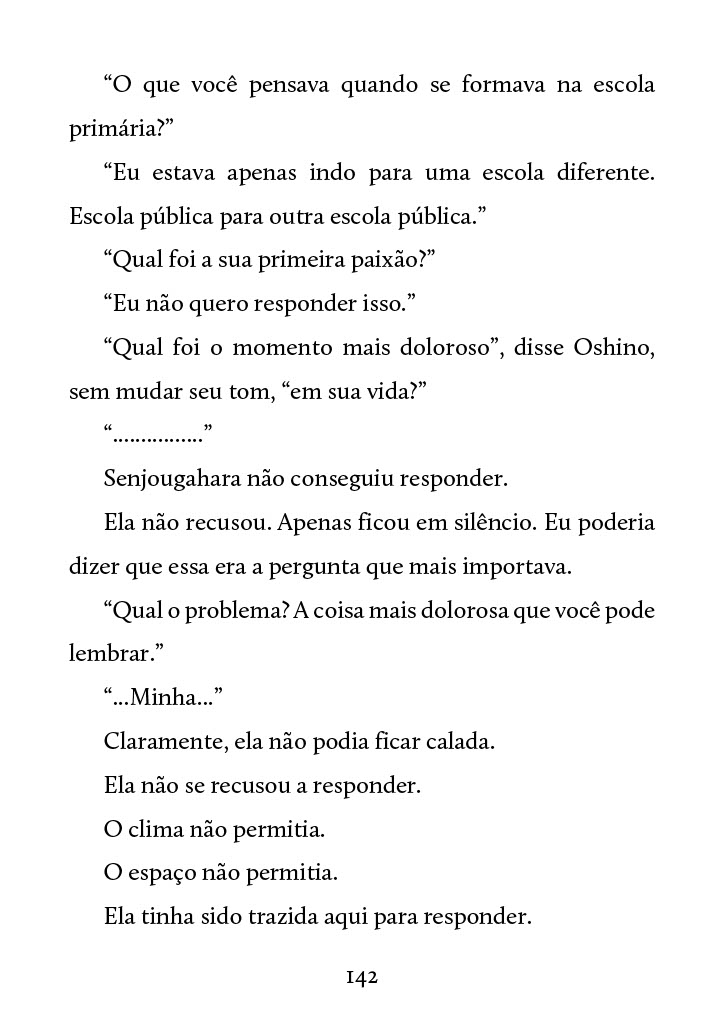 “O que você pensava quando se formava na escola
primária?”
“Eu estava apenas indo para uma escola diferente.
Escola pública para outra escola pública.”
“Qual foi a sua primeira paixão?”
“Eu não quero responder isso.”
“Qual foi o momento mais doloroso”, disse Oshino,
sem mudar seu tom, “em sua vida?”
“................”
Senjougahara não conseguiu responder.
Ela não recusou. Apenas ficou em silêncio. Eu poderia
dizer que essa era a pergunta que mais importava.
“Qual o problema? A coisa mais dolorosa que você pode
lembrar.”
“...Minha...”
Claramente, ela não podia ficar calada.
Ela não se recusou a responder.
O clima não permitia.
O espaço não permitia.
Ela tinha sido trazida aqui para responder.
142